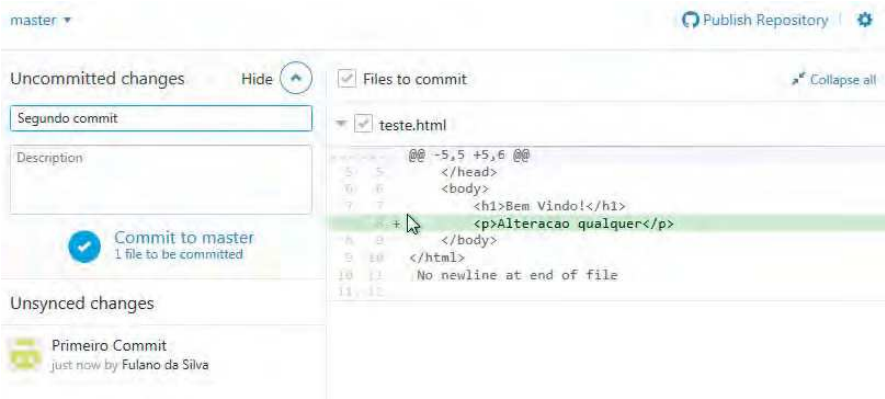 master
Publish Repository
Uncommitted changes
Hide
Segundo commit
Description
Commit to master
1 file to be committed
Unsynced changes
Primeiro Commit
just now by Fulano da Silva
Files to commit
Collapse all
teste.html
@@ -5,5 +5,6 @@
5 5 </head>
6 6 <body>
7 7 <h1>Bem Vindo!</h1>
8 + <p>Alteracao qualquer</p>
8 9 </body>
9 10 </html>
10 11 No newline at end of file
11 12